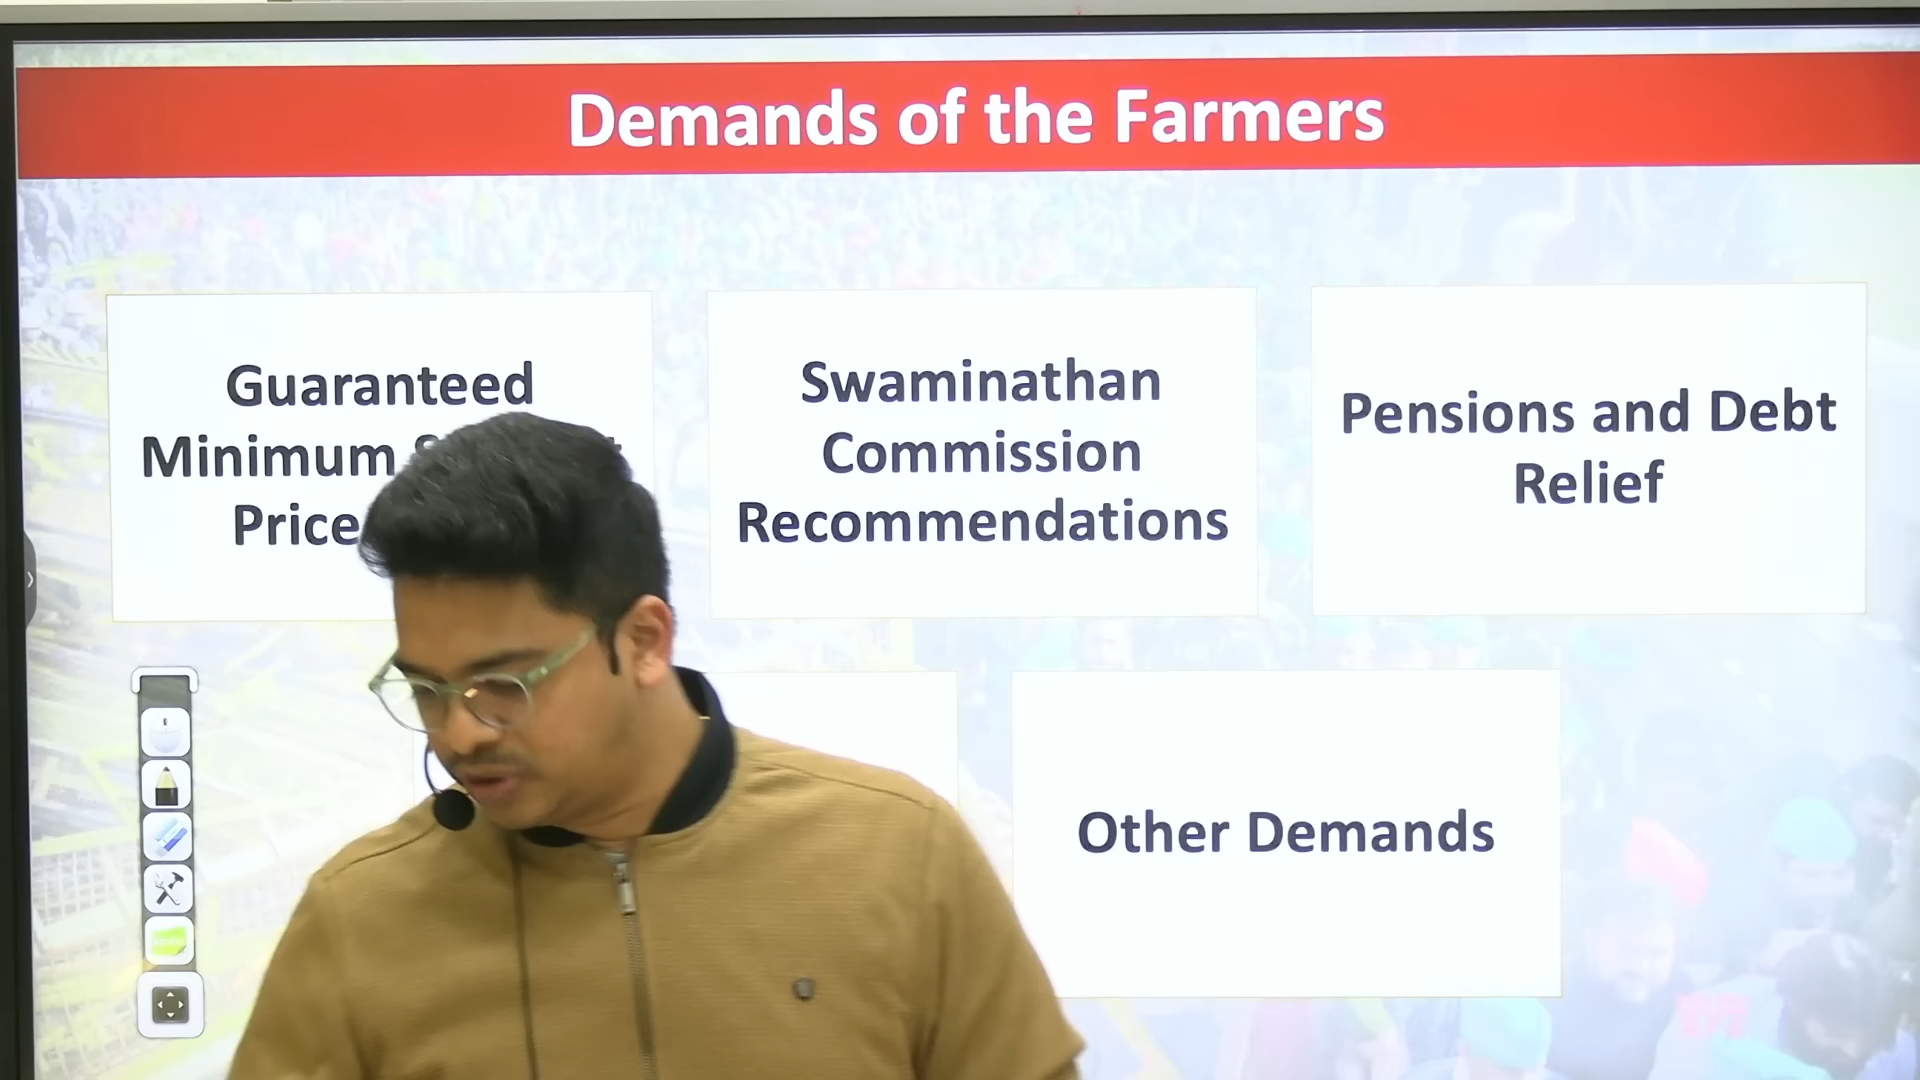 Demands of the Farmers
Guaranteed
Minimum
Price
Swaminathan
Commission
Recommendations
Pensions and Debt
Relief
Other Demands